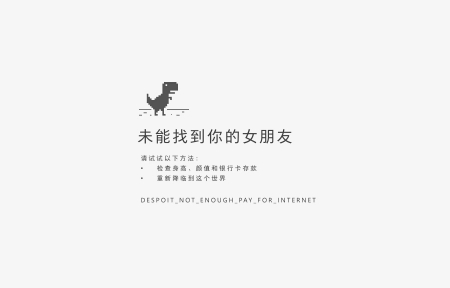 未能找到你的女朋友
请试试以下方法:
• 检查身高、颜值和银行卡存款
• 重新降临到这个世界
DESPOIT_NOT_ENOUGH_PAY_FOR_INTERNET